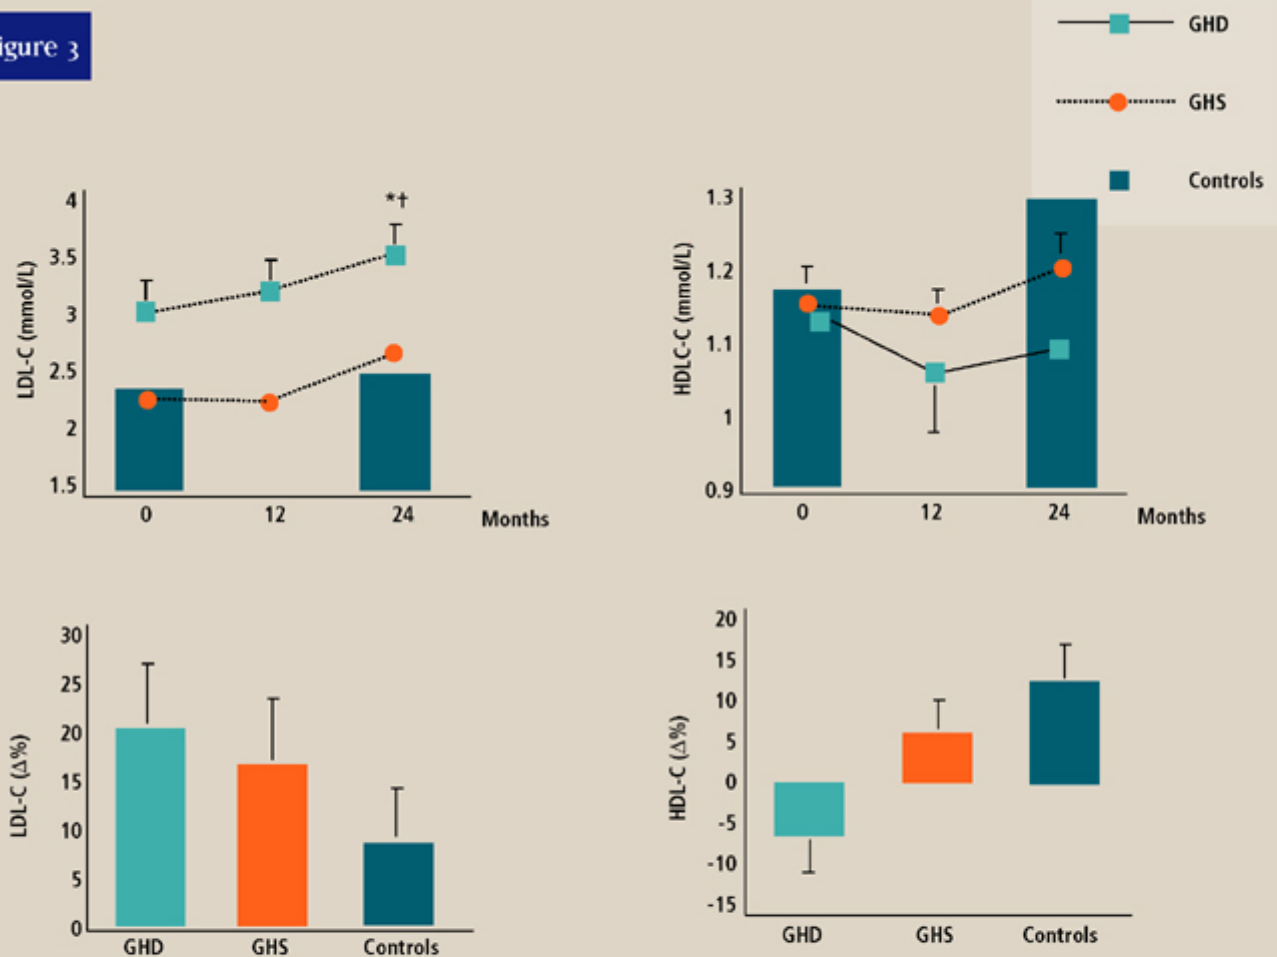 igure 3
GHD
GHS
Controls
LDL-C (mmol/L)
4
3.5
3
2.5
2
1.5
*†
0 12 24 Months
HDLC-C (mmol/L)
1.3
1.2
1.1
1
0.9
0 12 24 Months
LDL-C (Δ%)
30
25
20
15
10
5
0
GHD GHS Controls
HDL-C (Δ%)
20
15
10
5
0
-5
-10
-15
GHD GHS Controls